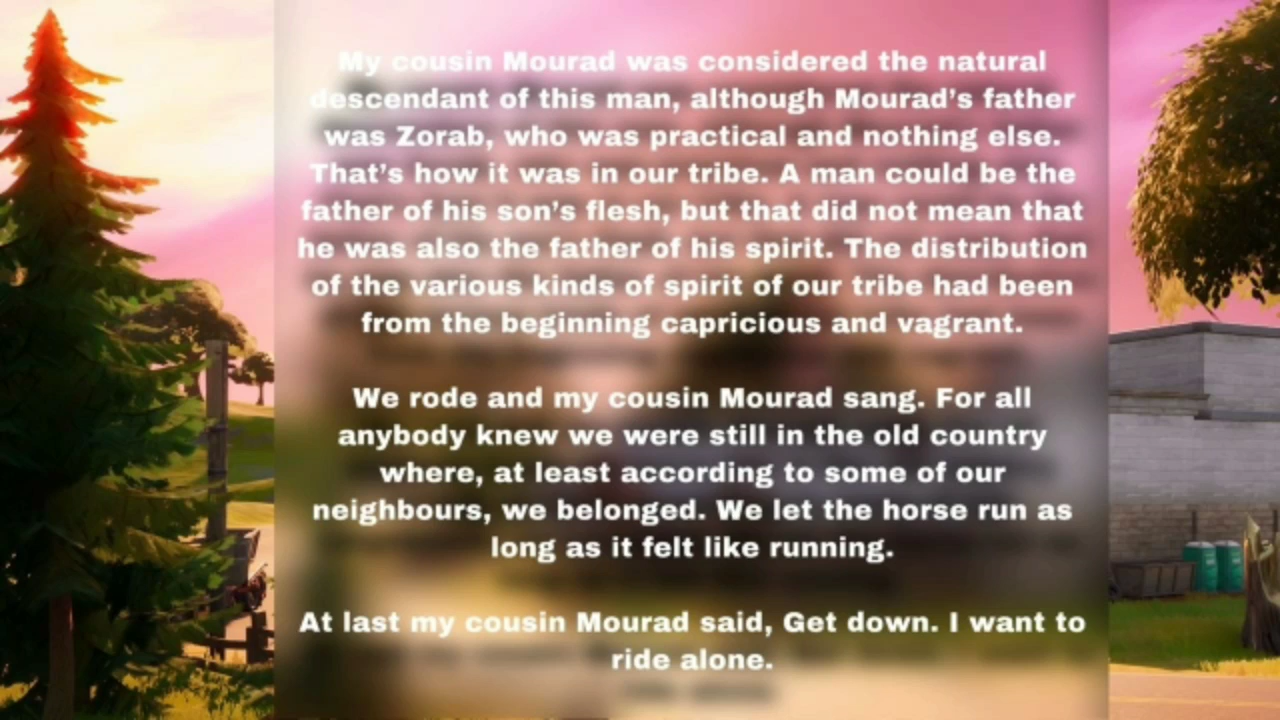 My cousin Mourad was considered the natural
descendant of this man, although Mourad's father
was Zorab, who was practical and nothing else.
That's how it was in our tribe. A man could be the
father of his son's flesh, but that did not mean that
he was also the father of his spirit. The distribution
of the various kinds of spirit of our tribe had been
from the beginning capricious and vagrant.
We rode and my cousin Mourad sang. For all
anybody knew we were still in the old country
where, at least according to some of our
neighbours, we belonged. We let the horse run as
long as it felt like running.
At last my cousin Mourad said, Get down. I want to
ride alone.